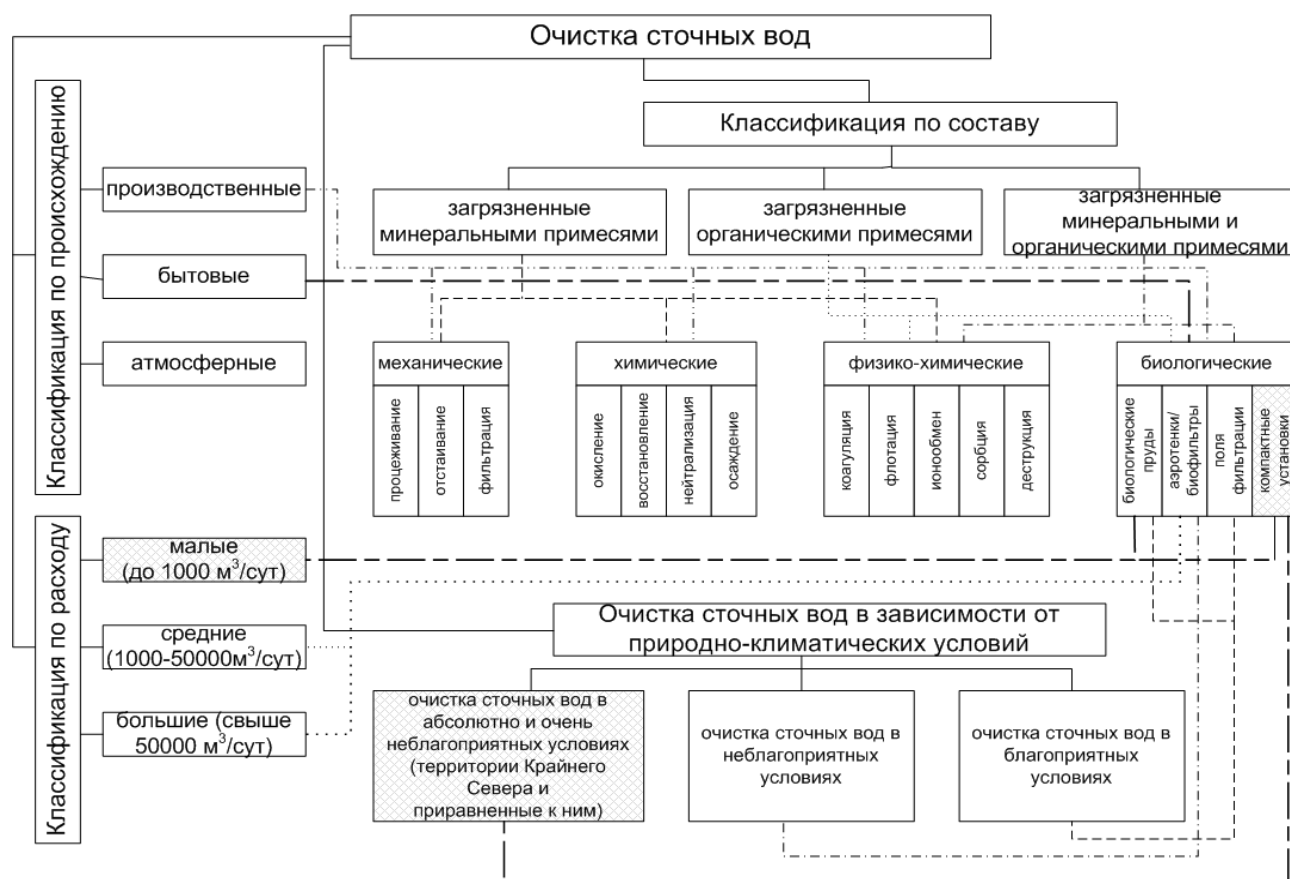 Очистка сточных вод
Классификация по составу
Классификация по происхождению
производственные
бытовые
атмосферные
загрязненные
минеральными примесями
загрязненные
органическими примесями
загрязненные
минеральными и
органическими примесями
механические
процеживание
отстаивание
фильтрация
химические
окисление
восстановление
нейтрализация
осаждение
физико-химические
коагуляция
флотация
ионообмен
сорбция
деструкция
биологические
биологические
пруды
аэротенки/
биофильтры
поля
фильтрации
компактные
установки
Классификация по расходу
малые
(до 1000 м³/сут)
средние
(1000-50000м³/сут)
большие (свыше
50000 м³/сут)
Очистка сточных вод в зависимости от
природно-климатических условий
очистка сточных вод в
абсолютно и очень
неблагоприятных условиях
(территории Крайнего
Севера и
приравненные к ним)
очистка сточных вод в
неблагоприятных
условиях
очистка сточных вод в
благоприятных
условиях